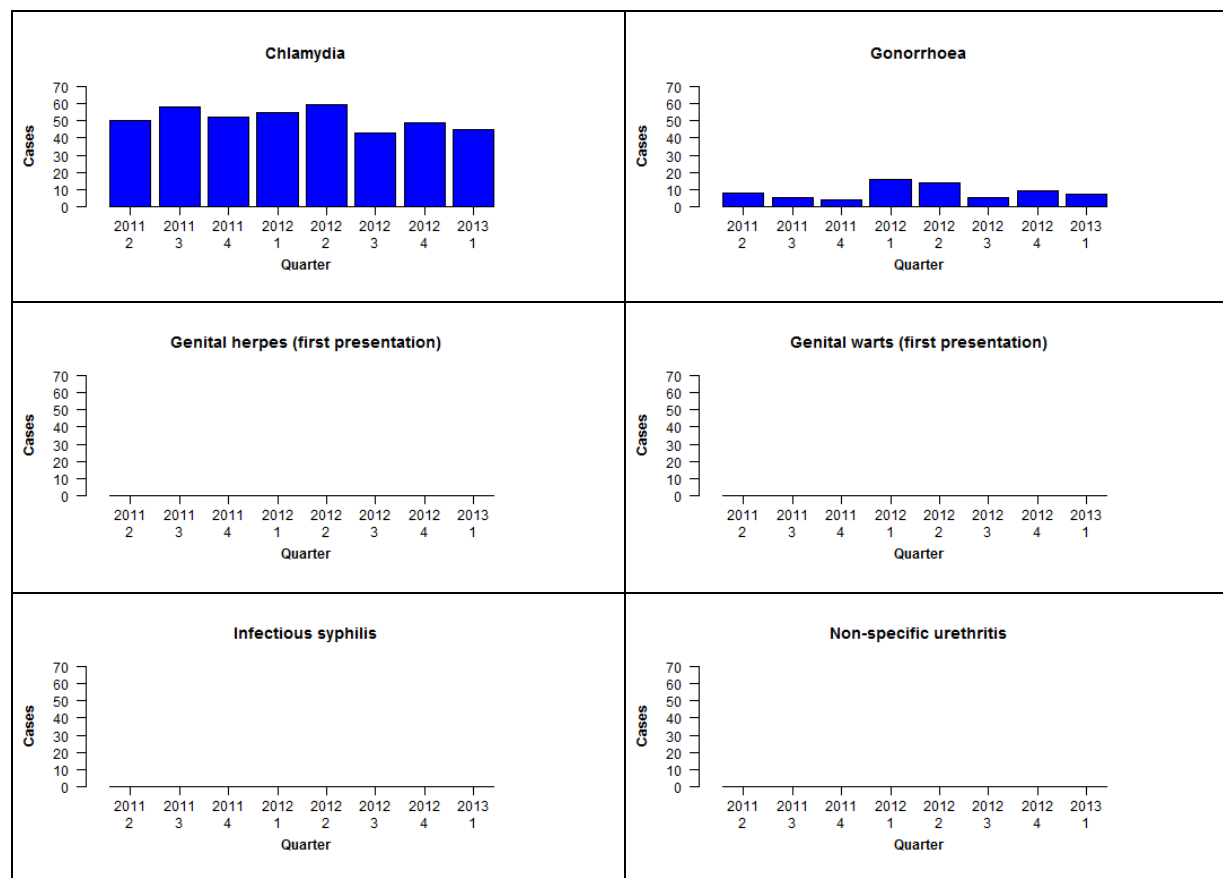 Chlamydia
70
60
50
40
30
20
10
0
Cases
2011 2011 2011 2012 2012 2012 2012 2013
2 3 4 1 2 3 4 1
Quarter
Gonorrhoea
70
60
50
40
30
20
10
0
Cases
2011 2011 2011 2012 2012 2012 2012 2013
2 3 4 1 2 3 4 1
Quarter
Genital herpes (first presentation)
70
60
50
40
30
20
10
0
Cases
2011 2011 2011 2012 2012 2012 2012 2013
2 3 4 1 2 3 4 1
Quarter
Genital warts (first presentation)
70
60
50
40
30
20
10
0
Cases
2011 2011 2011 2012 2012 2012 2012 2013
2 3 4 1 2 3 4 1
Quarter
Infectious syphilis
70
60
50
40
30
20
10
0
Cases
2011 2011 2011 2012 2012 2012 2012 2013
2 3 4 1 2 3 4 1
Quarter
Non-specific urethritis
70
60
50
40
30
20
10
0
Cases
2011 2011 2011 2012 2012 2012 2012 2013
2 3 4 1 2 3 4 1
Quarter